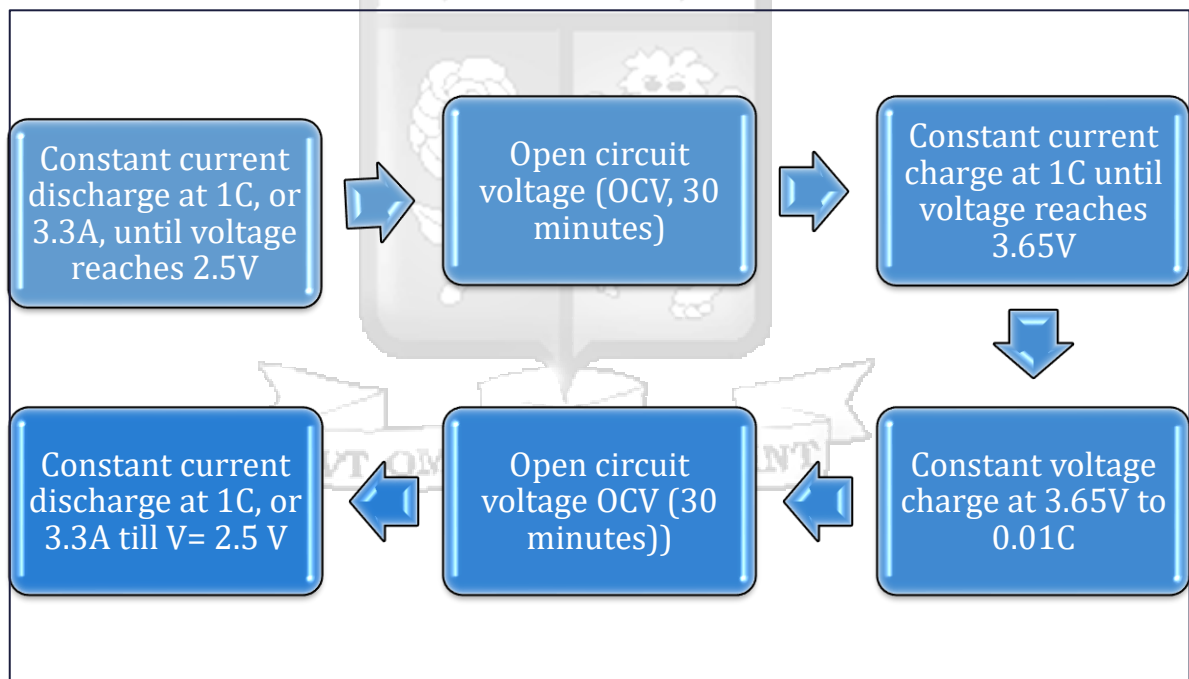 Constant current
discharge at 1C, or
3.3A, until voltage
reaches 2.5V
Open circuit
voltage (OCV, 30
minutes)
Constant current
charge at 1C until
voltage reaches
3.65V
Constant voltage
charge at 3.65V to
0.01C
Open circuit
voltage OCV (30
minutes))
Constant current
discharge at 1C, or
3.3A till V= 2.5 V